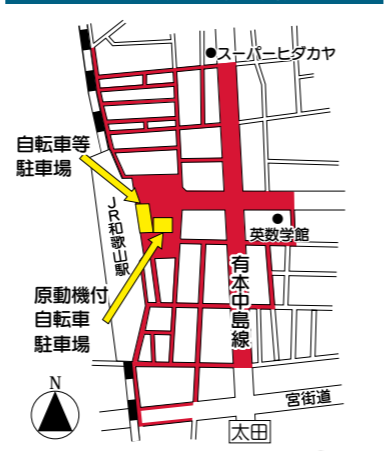 スーパーヒダカヤ
自転車等
駐車場
JR和歌山駅
英数学館
原動機付
自転車
駐車場
有本中島線
N
宮街道
太田